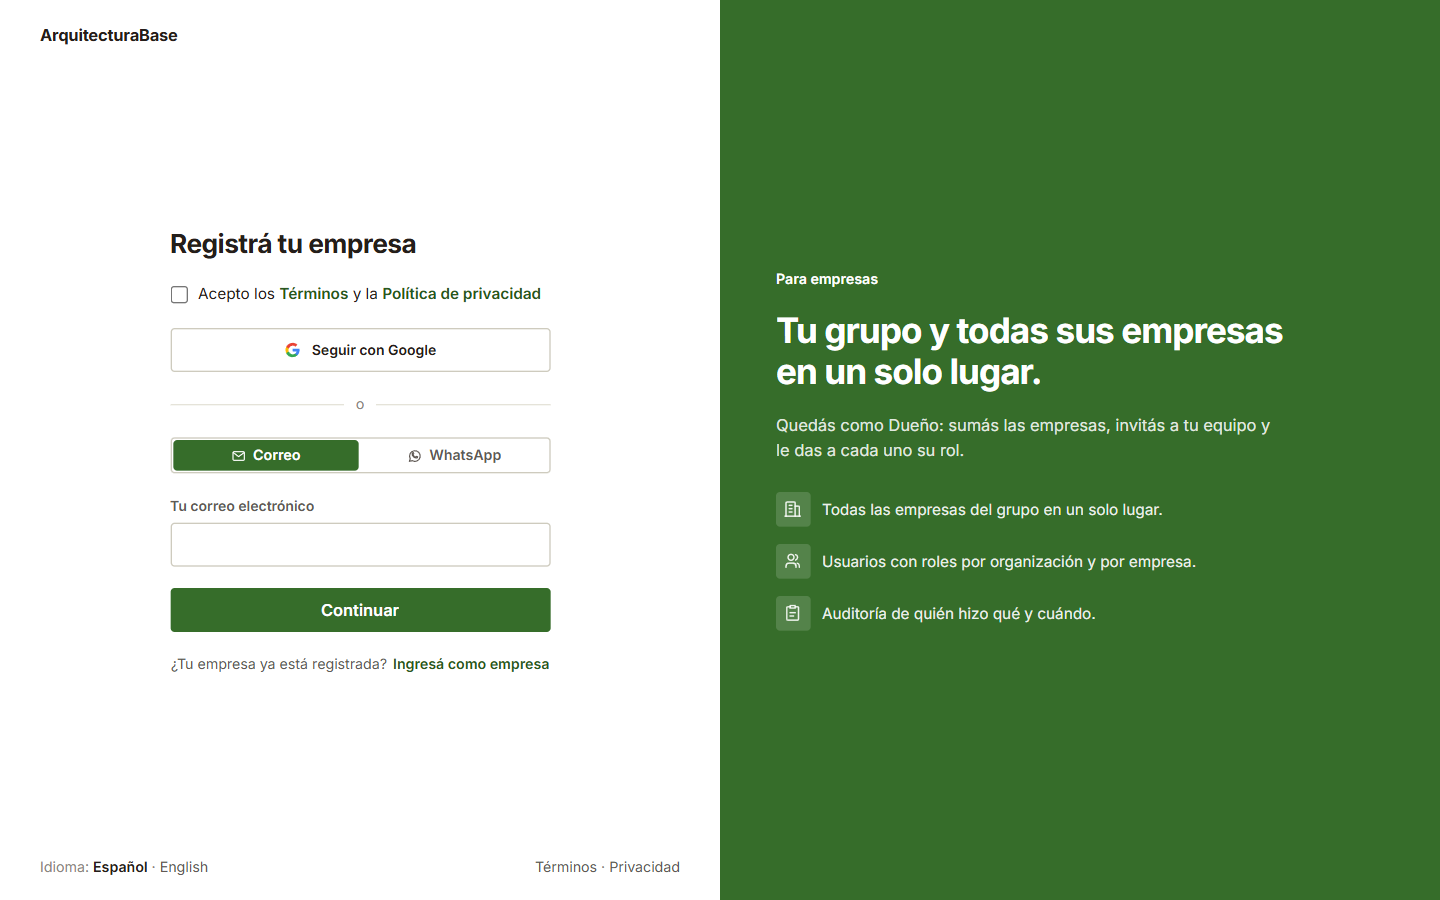 ArquitecturaBase
Registrá tu empresa
Acepto los Términos y la Política de privacidad
Seguir con Google
o
Correo
WhatsApp
Tu correo electrónico
Continuar
¿Tu empresa ya está registrada? Ingresá como empresa
Idioma: Español · English
Términos · Privacidad
Para empresas
Tu grupo y todas sus empresas
en un solo lugar.
Quedás como Dueño: sumás las empresas, invitás a tu equipo y
le das a cada uno su rol.
Todas las empresas del grupo en un solo lugar.
Usuarios con roles por organización y por empresa.
Auditoría de quién hizo qué y cuándo.